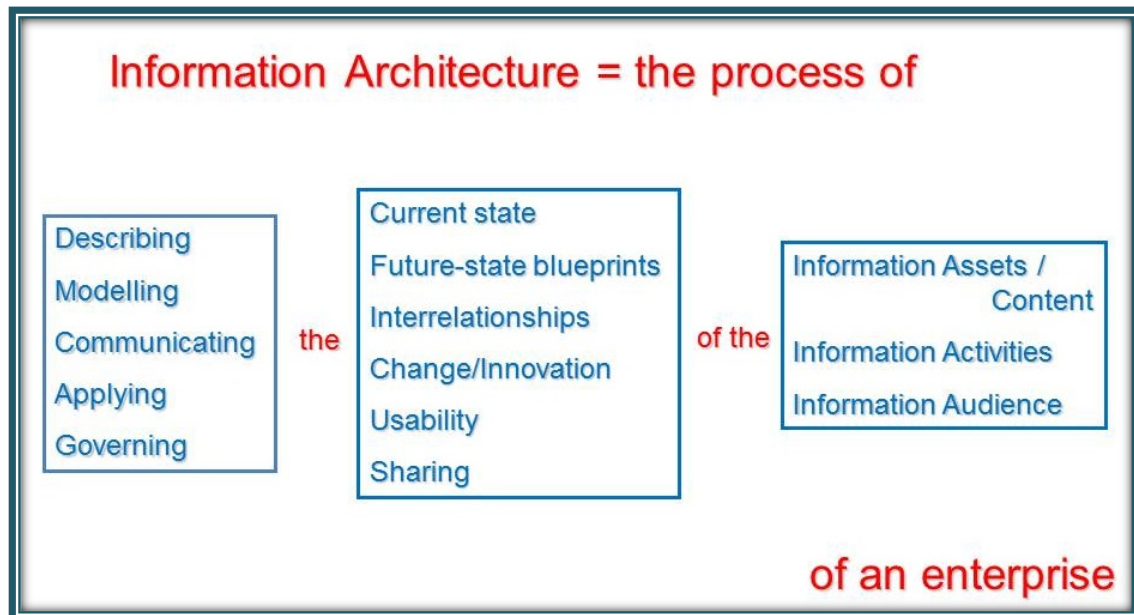 Information Architecture = the process of
Describing
Modelling
Communicating
Applying
Governing
the
Current state
Future-state blueprints
Interrelationships
Change/Innovation
Usability
Sharing
of the
Information Assets /
Content
Information Activities
Information Audience
of an enterprise